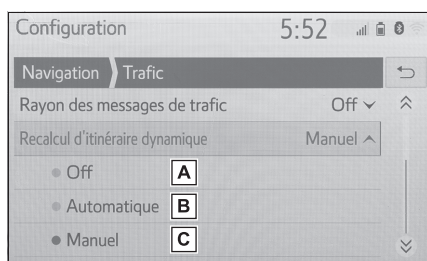 Configuration 5:52
Navigation Trafic
Rayon des messages de trafic Off
Recalcul d'itinéraire dynamique Manuel
Off A
Automatique B
Manuel C